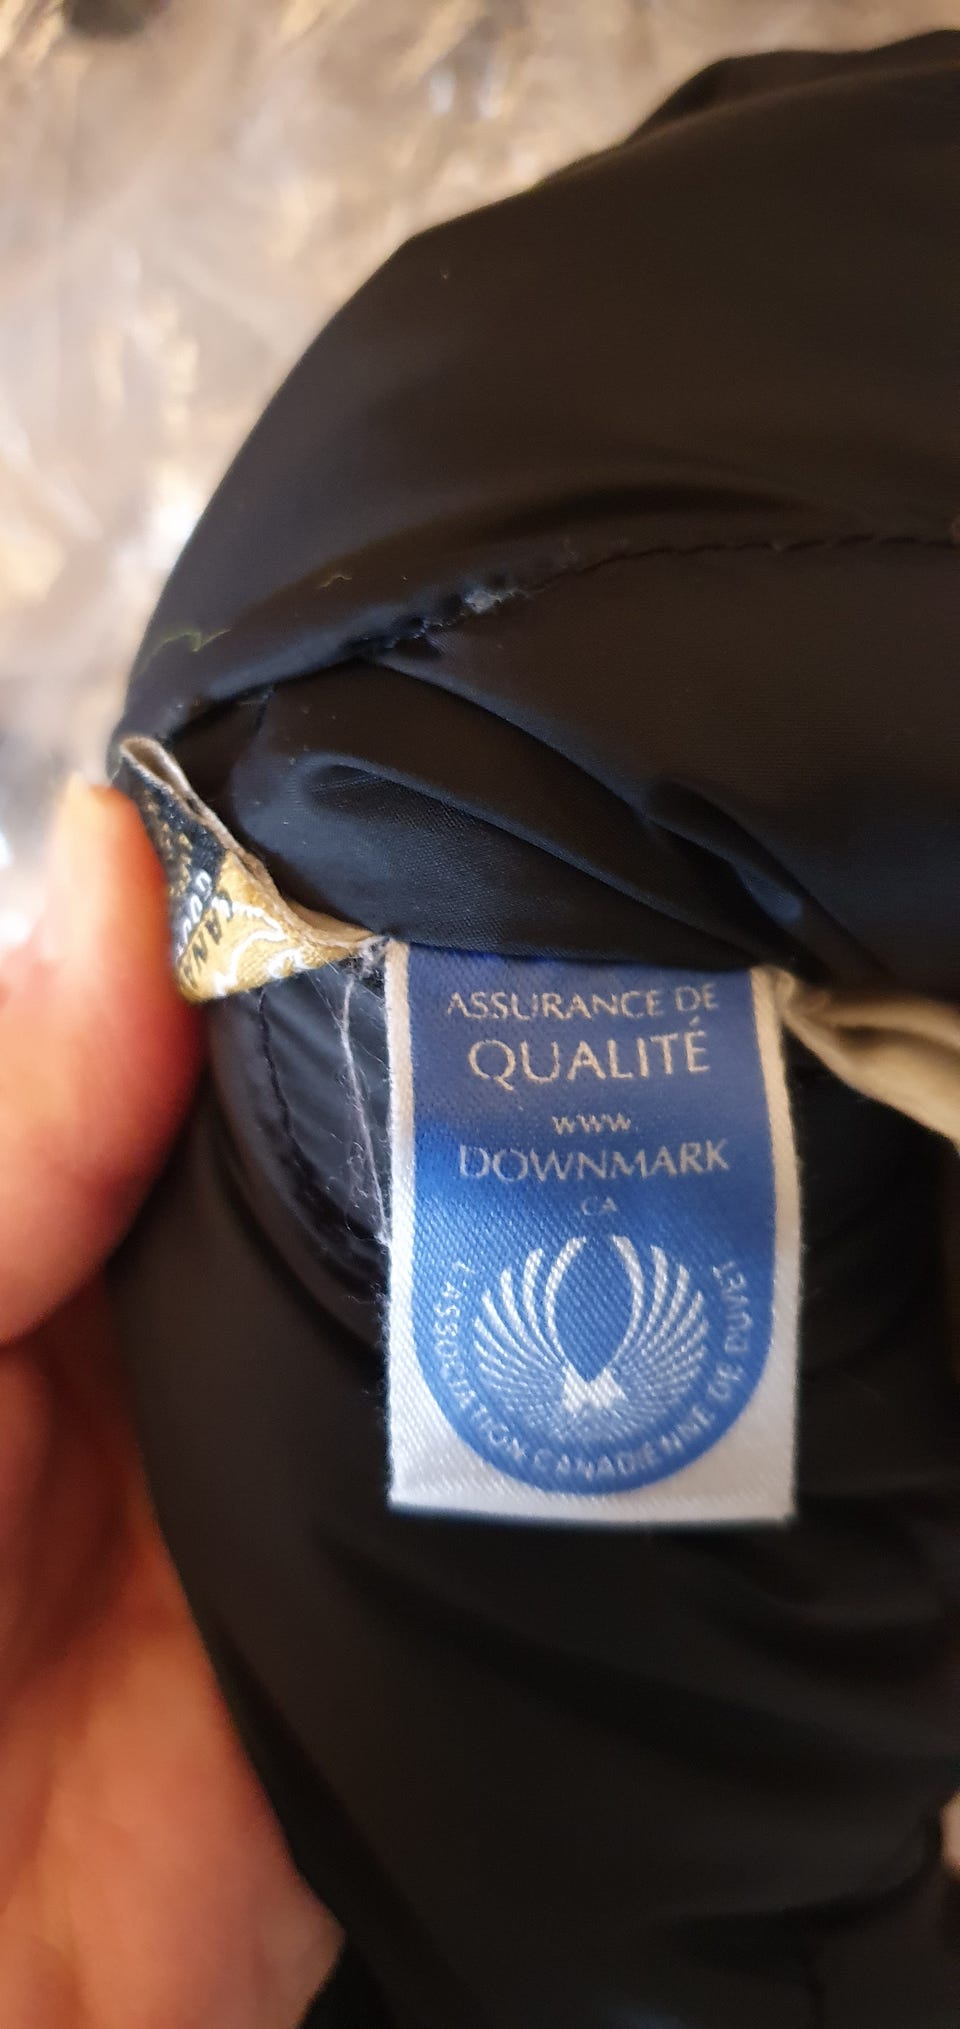 ASSURANCE DE
QUALITÉ
www.
DOWNMARK
CA
L'ASSOCIATION CANADIENNE DE DUVET